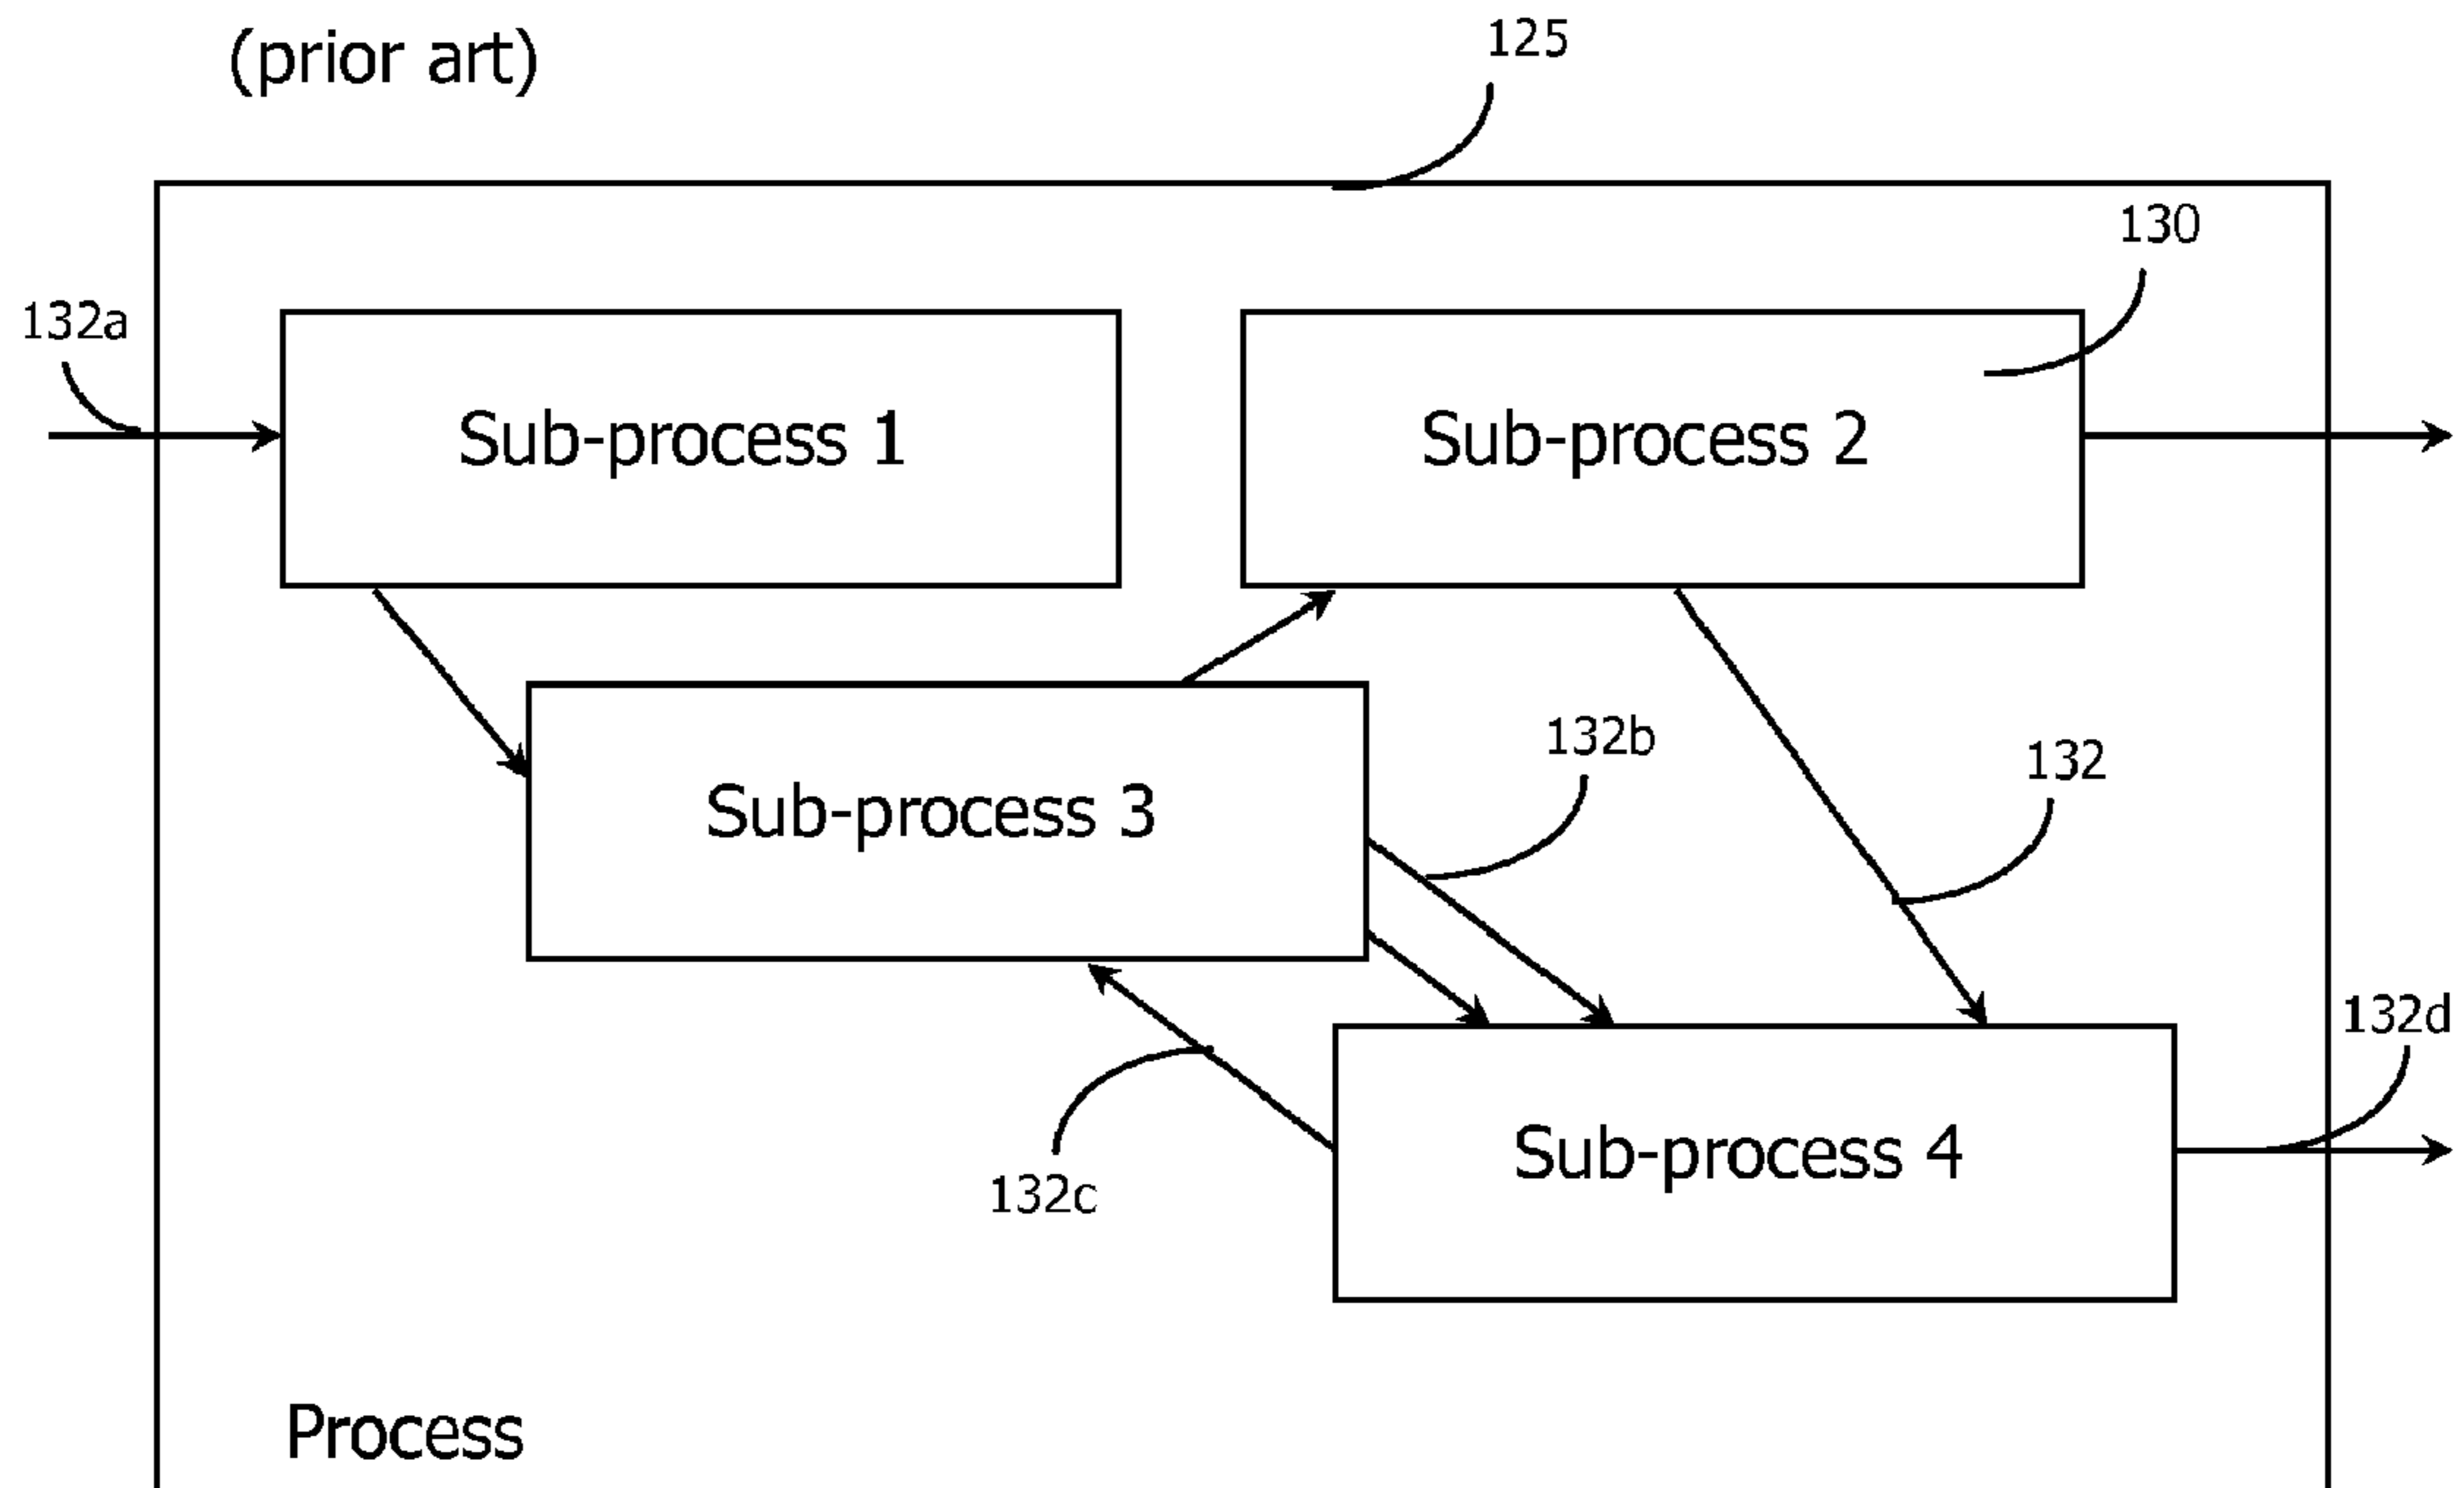 (prior art)
125
130
132a
Sub-process 1
Sub-process 2
132b
132
Sub-process 3
132d
132c
Sub-process 4
Process